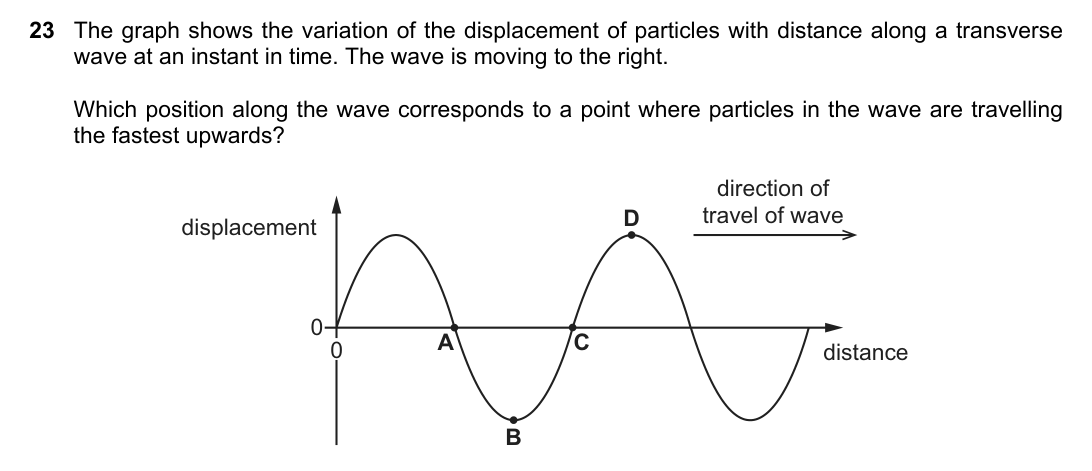 23 The graph shows the variation of the displacement of particles with distance along a transverse
wave at an instant in time. The wave is moving to the right.
Which position along the wave corresponds to a point where particles in the wave are travelling
the fastest upwards?
direction of
travel of wave
displacement
D
0
0
A
C
distance
B